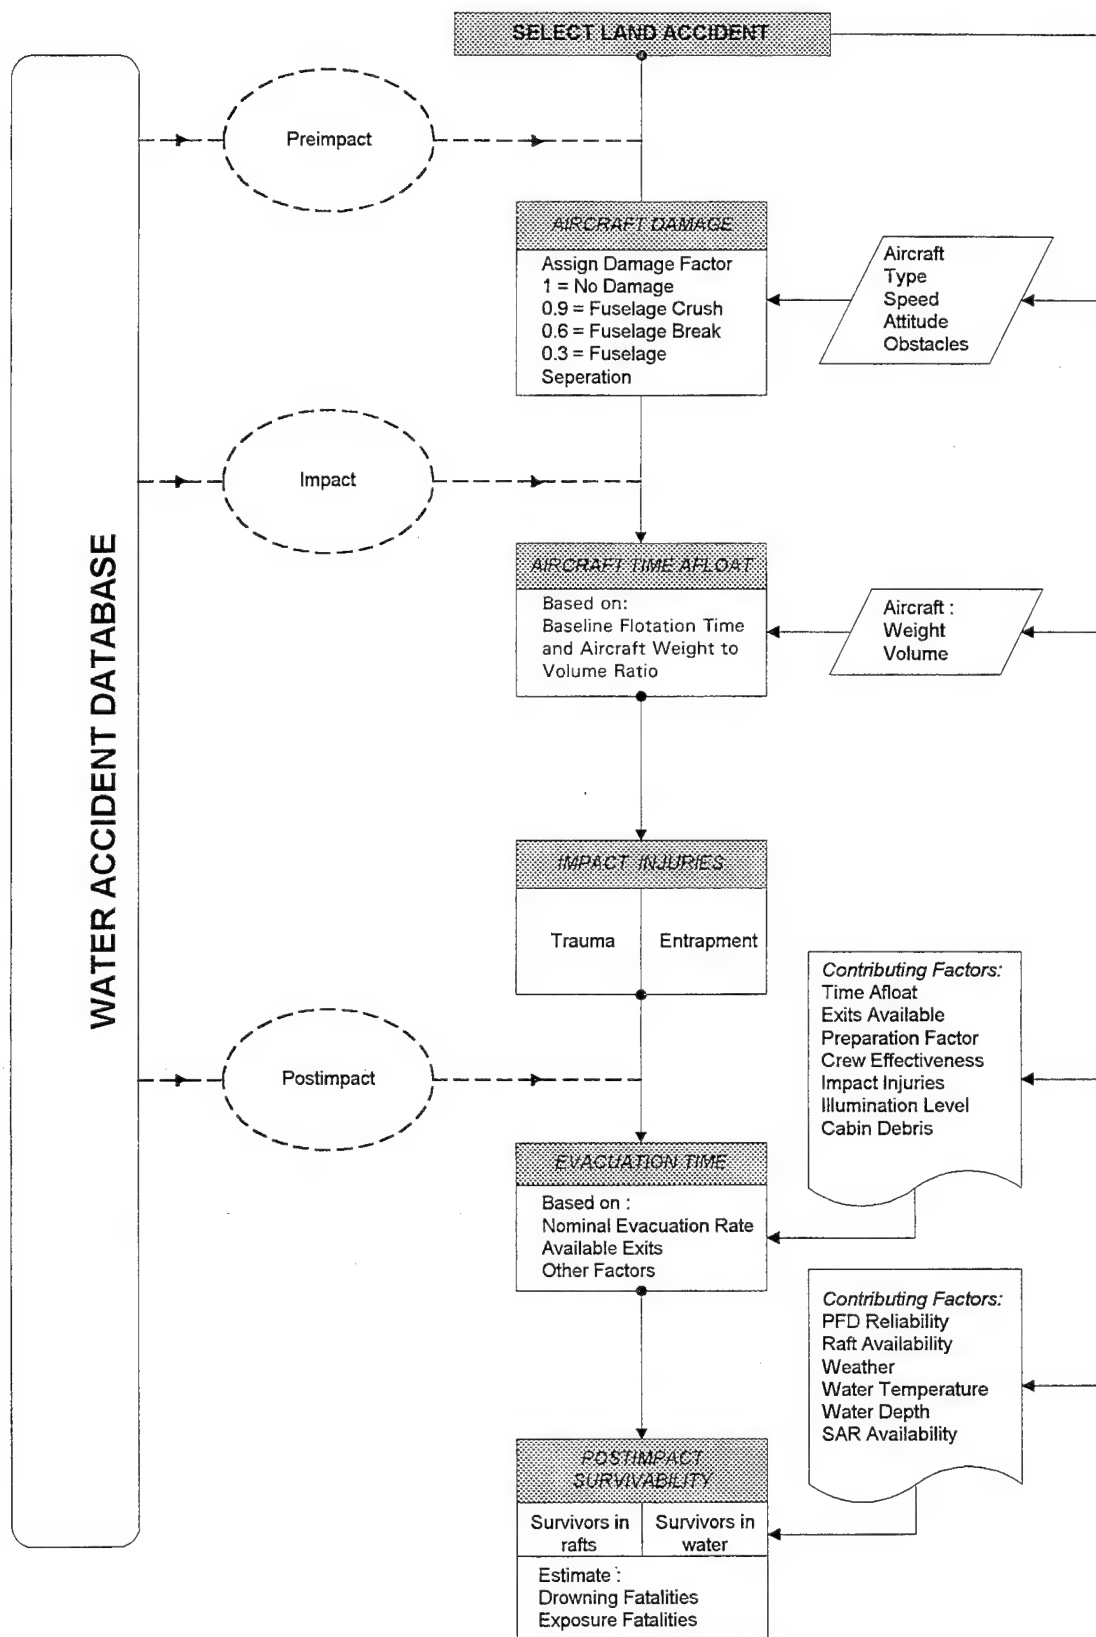 SELECT LAND ACCIDENT
WATER ACCIDENT DATABASE
Preimpact
AIRCRAFT DAMAGE
Assign Damage Factor
1 = No Damage
0.9 = Fuselage Crush
0.6 = Fuselage Break
0.3 = Fuselage
Seperation
Aircraft
Type
Speed
Attitude
Obstacles
Impact
AIRCRAFT TIME AFLOAT
Based on:
Baseline Flotation Time
and Aircraft Weight to
Volume Ratio
Aircraft :
Weight
Volume
IMPACT INJURIES
Trauma
Entrapment
Contributing Factors:
Time Afloat
Exits Available
Preparation Factor
Crew Effectiveness
Impact Injuries
Illumination Level
Cabin Debris
Postimpact
EVACUATION TIME
Based on :
Nominal Evacuation Rate
Available Exits
Other Factors
Contributing Factors:
PFD Reliability
Raft Availability
Weather
Water Temperature
Water Depth
SAR Availability
POSTIMPACT
SURVIVABILITY
Survivors in
rafts
Survivors in
water
Estimate :
Drowning Fatalities
Exposure Fatalities